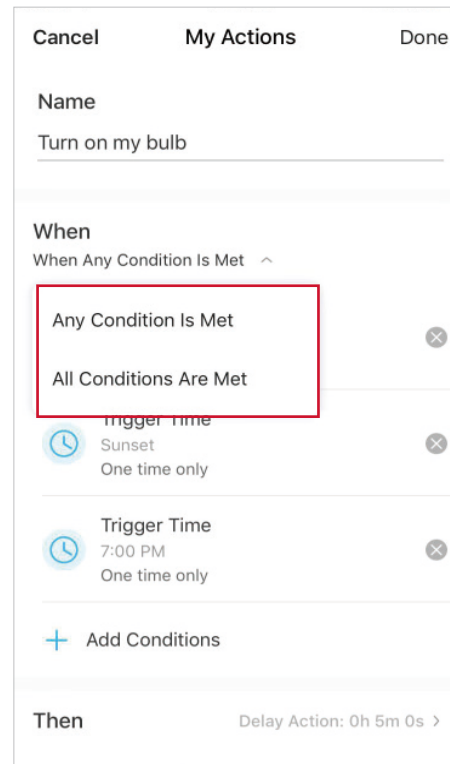 Cancel My Actions Done
Name
Turn on my bulb
When
When Any Condition Is Met
Any Condition Is Met
All Conditions Are Met
Trigger Time
Sunset
One time only
Trigger Time
7:00 PM
One time only
+ Add Conditions
Then Delay Action: 0h 5m 0s >